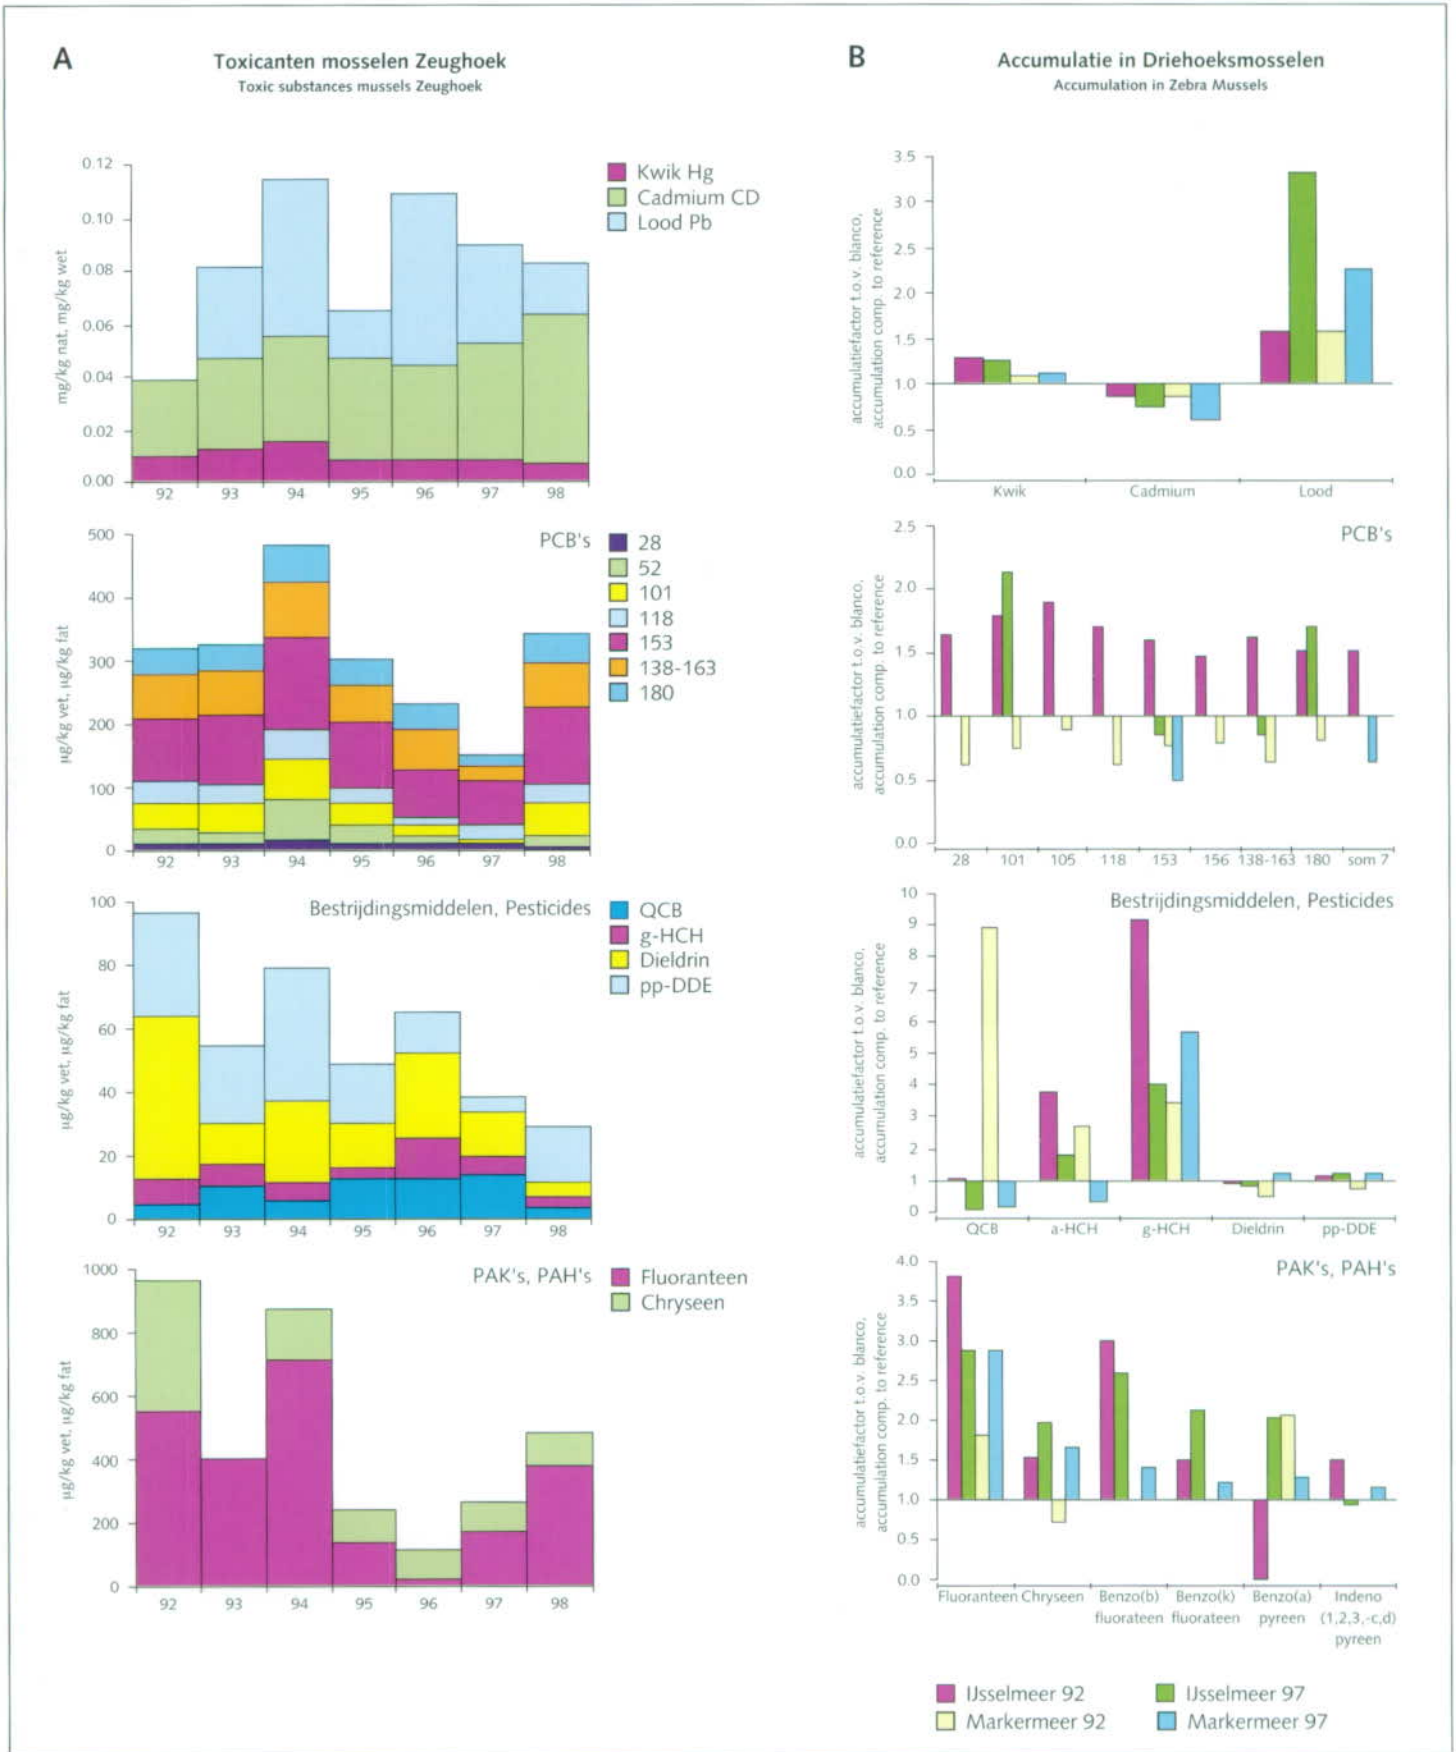 A
Toxicanten mosselen Zeughoek
Toxic substances mussels Zeughoek
mg/kg nat, mg/kg wet
0.12
0.10
0.08
0.06
0.04
0.02
0.00
92 93 94 95 96 97 98
Kwik Hg
Cadmium CD
Lood Pb
PCB's
µg/kg vet, µg/kg fat
500
400
300
200
100
0
92 93 94 95 96 97 98
28
52
101
118
153
138-163
180
Bestrijdingsmiddelen, Pesticides
µg/kg vet, µg/kg fat
100
80
60
40
20
0
92 93 94 95 96 97 98
QCB
g-HCH
Dieldrin
pp-DDE
PAK's, PAH's
µg/kg vet, µg/kg fat
1000
800
600
400
200
0
92 93 94 95 96 97 98
Fluoranteen
Chryseen
B
Accumulatie in Driehoeksmosselen
Accumulation in Zebra Mussels
accumulatiefactor t.o.v. blanco,
accumulation comp. to reference
3.5
3.0
2.5
2.0
1.5
1.0
0.5
0.0
Kwik Cadmium Lood
PCB's
accumulatiefactor t.o.v. blanco,
accumulation comp. to reference
2.5
2.0
1.5
1.0
0.5
0.0
28 101 105 118 153 156 138-163 180 som 7
Bestrijdingsmiddelen, Pesticides
accumulatiefactor t.o.v. blanco,
accumulation comp. to reference
10
9
8
7
6
5
4
3
2
1
0
QCB a-HCH g-HCH Dieldrin pp-DDE
PAK's, PAH's
accumulatiefactor t.o.v. blanco,
accumulation comp. to reference
4.0
3.5
3.0
2.5
2.0
1.5
1.0
0.5
0.0
Fluoranteen Chryseen Benzo(b) Benzo(k) Benzo(a) Indeno
fluorateen fluorateen pyreen (1,2,3,-c,d)
pyreen
IJsselmeer 92 IJsselmeer 97
Markermeer 92 Markermeer 97